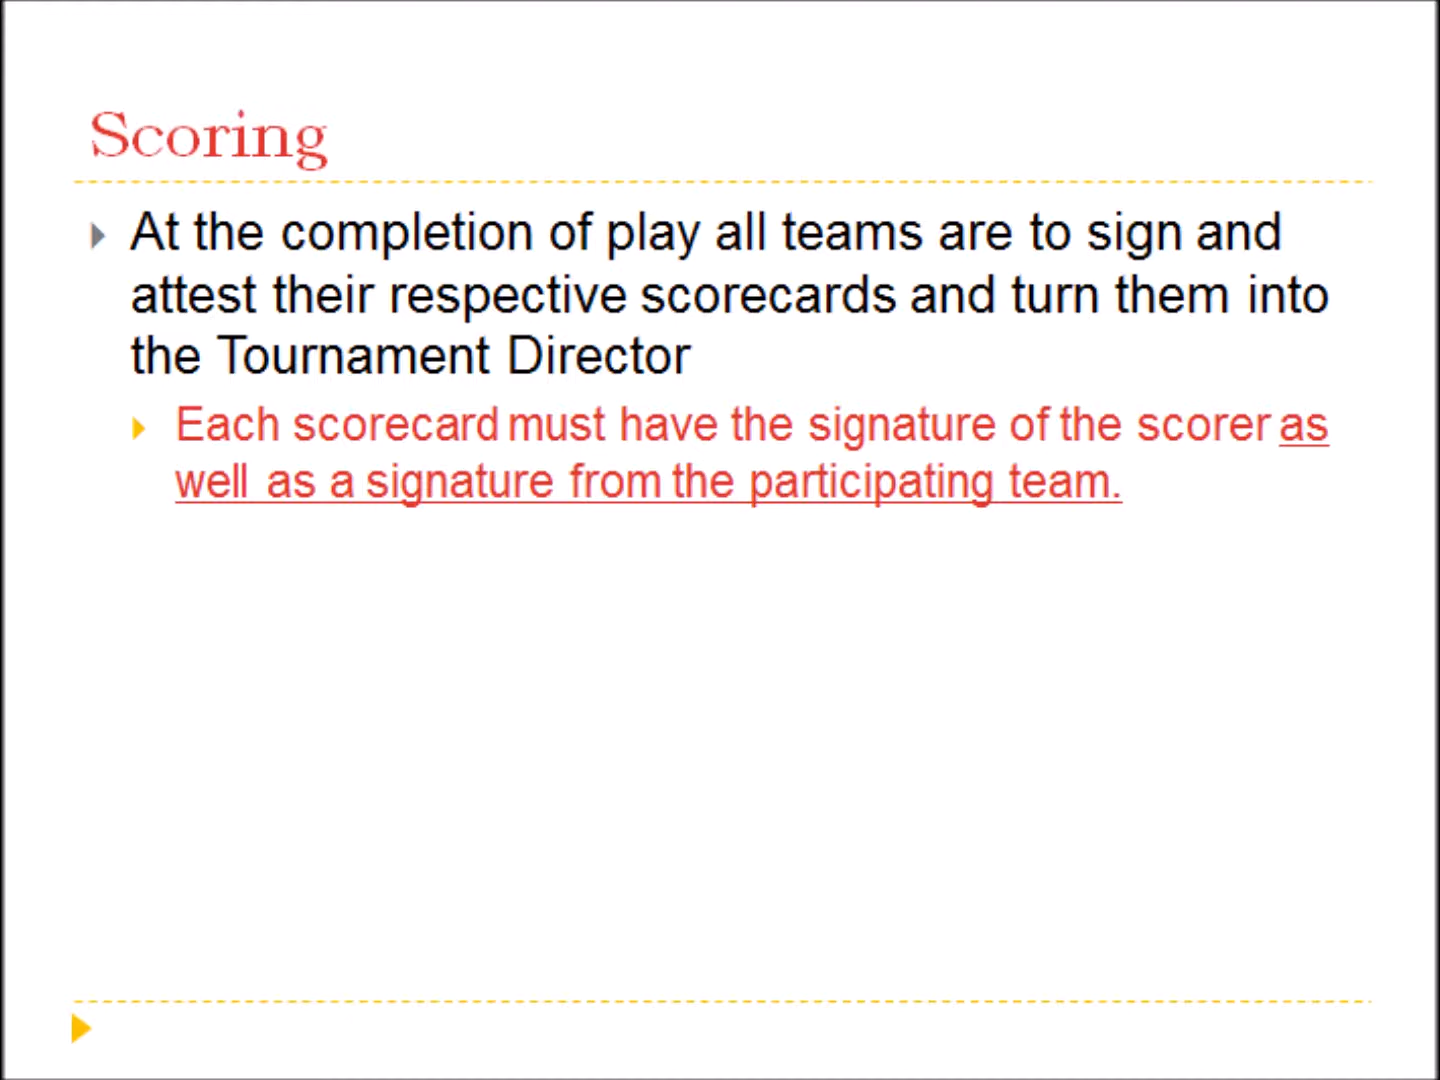 Scoring
At the completion of play all teams are to sign and
attest their respective scorecards and turn them into
the Tournament Director
Each scorecard must have the signature of the scorer as
well as a signature from the participating team.